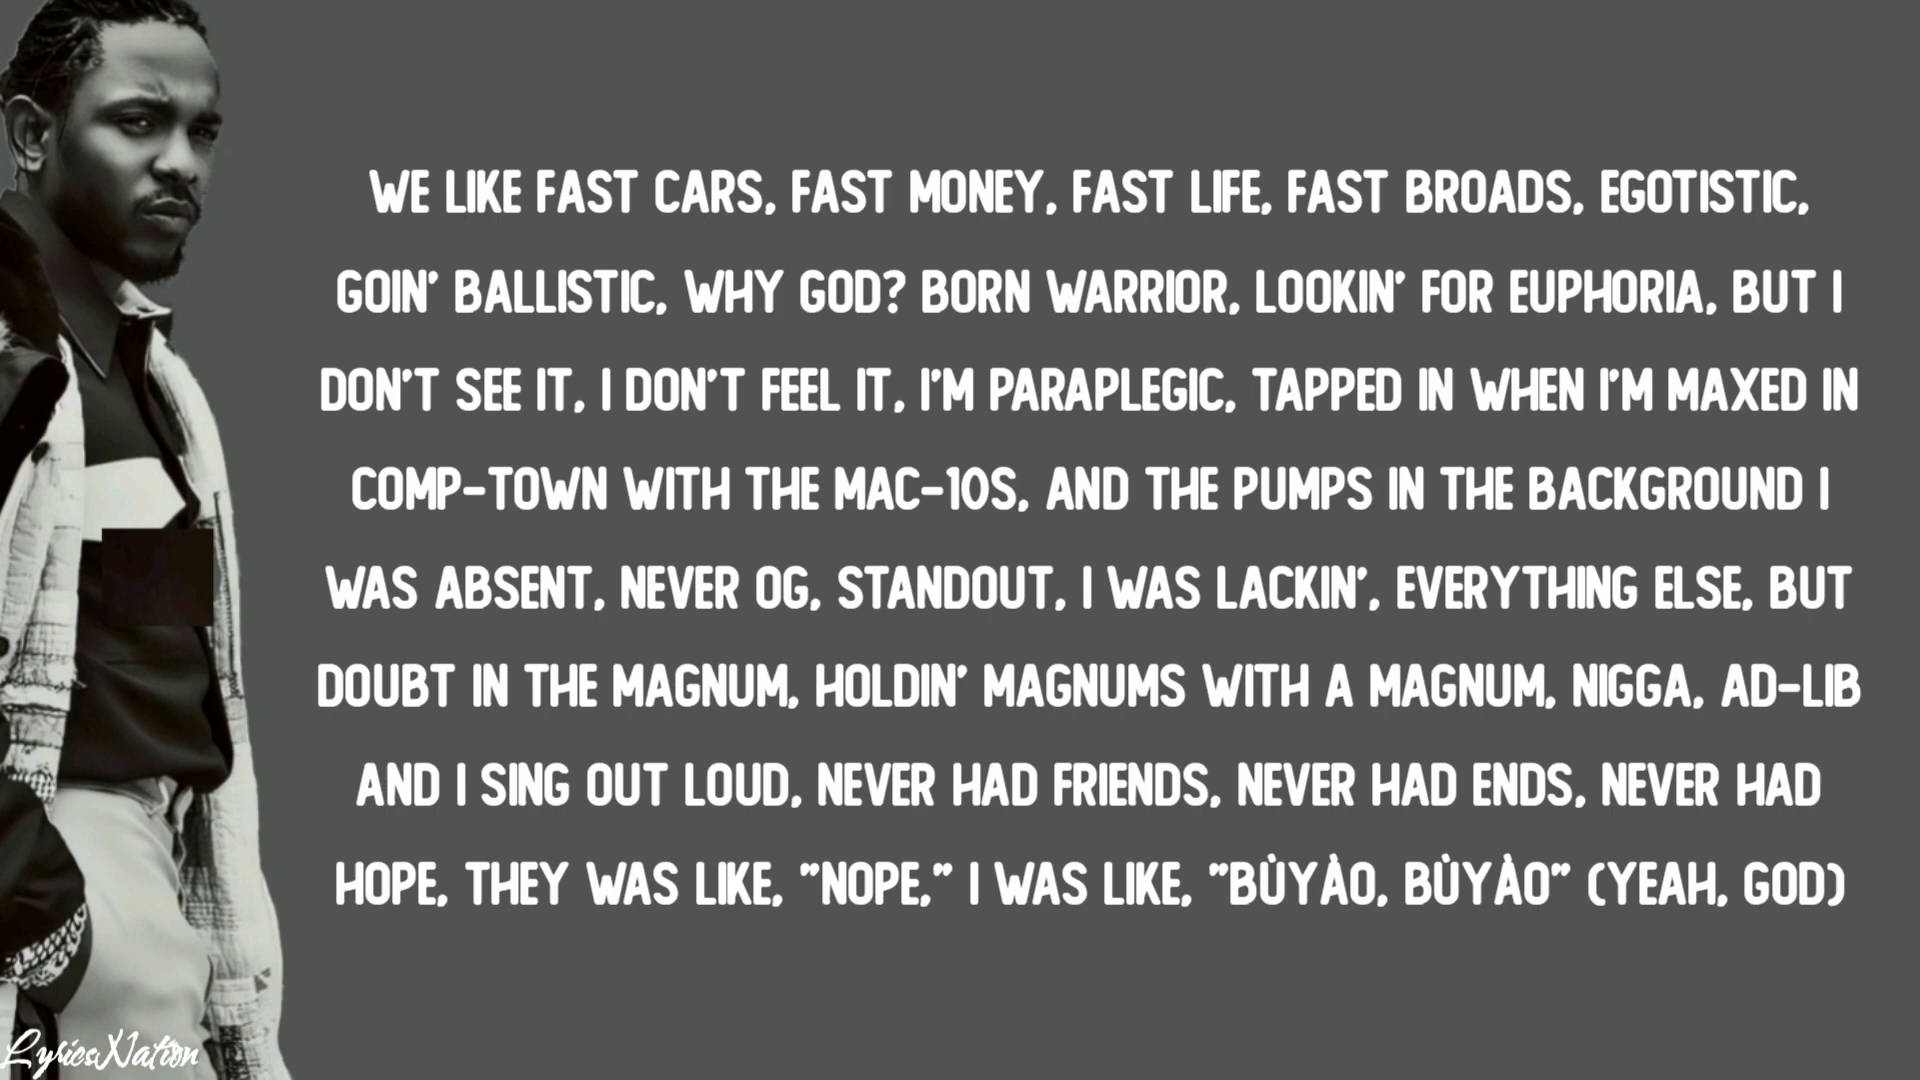 WE LIKE FAST CARS, FAST MONEY, FAST LIFE, FAST BROADS, EGOTISTIC,
GOIN' BALLISTIC, WHY GOD? BORN WARRIOR, LOOKIN' FOR EUPHORIA, BUT I
DON'T SEE IT, I DON'T FEEL IT, I'M PARAPLEGIC, TAPPED IN WHEN I'M MAXED IN
COMP-TOWN WITH THE MAC-10S, AND THE PUMPS IN THE BACKGROUND I
WAS ABSENT, NEVER OG, STANDOUT, I WAS LACKIN', EVERYTHING ELSE, BUT
DOUBT IN THE MAGNUM, HOLDIN' MAGNUMS WITH A MAGNUM, NIGGA, AD-LIB
AND I SING OUT LOUD, NEVER HAD FRIENDS, NEVER HAD ENDS, NEVER HAD
HOPE, THEY WAS LIKE, "NOPE," I WAS LIKE, "BÙYÀO, BÙYÀO" (YEAH, GOD)
LyricsNation